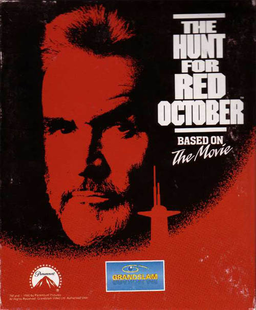 THE
HUNT
FOR
RED
OCTOBER
BASED ON
The Movie
Paramount
GRANDSLAM